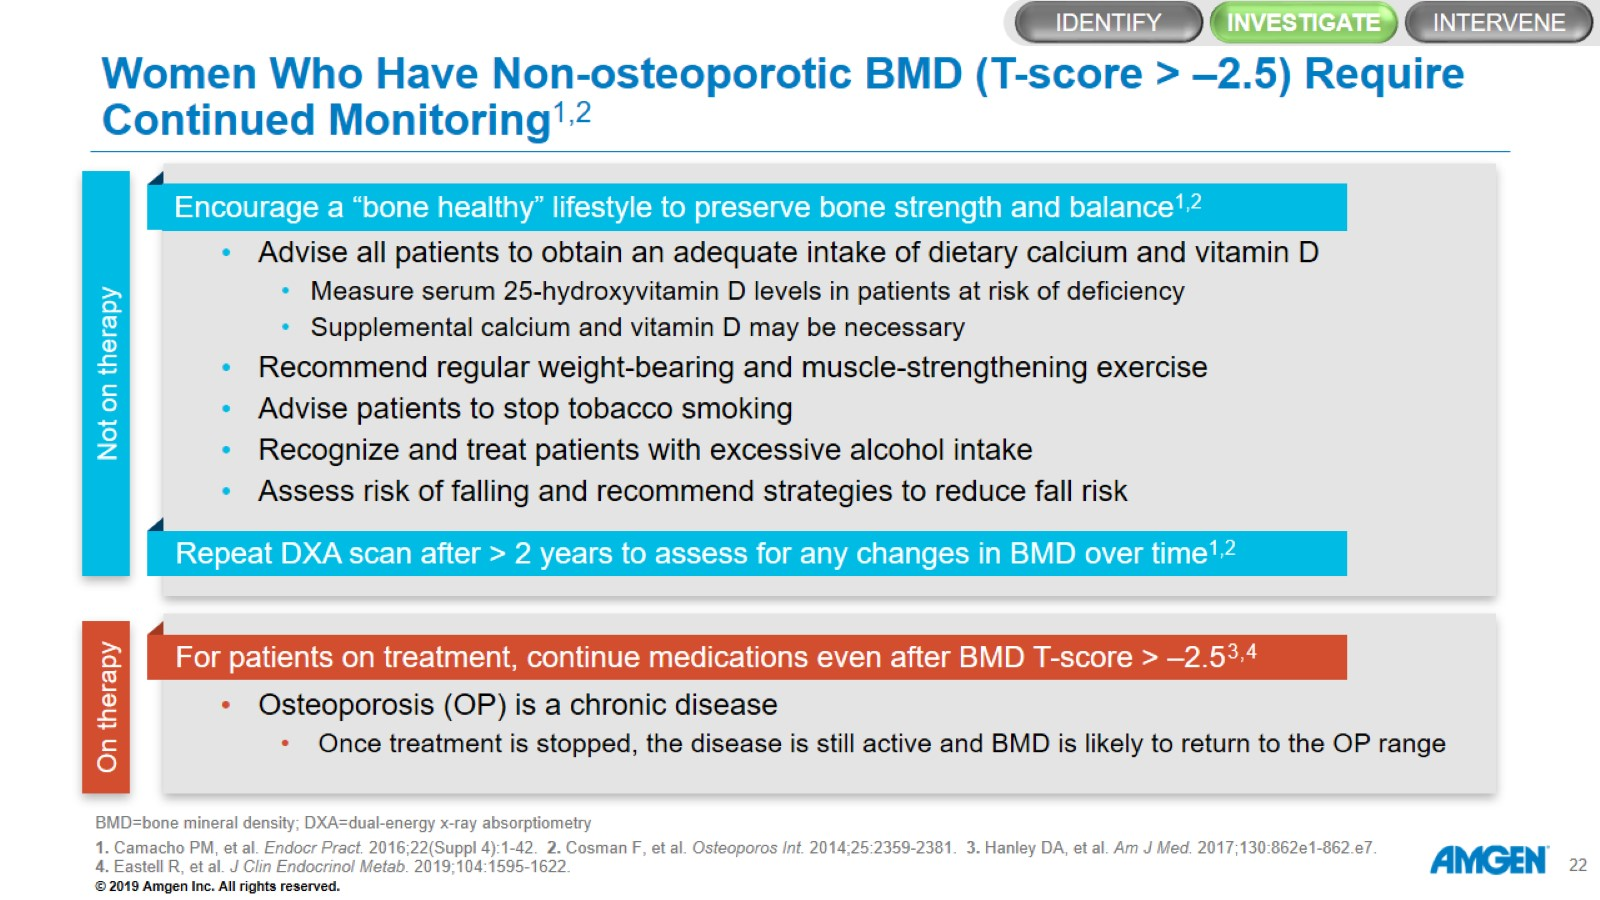 IDENTIFY INVESTIGATE INTERVENE
Women Who Have Non-osteoporotic BMD (T-score > –2.5) Require
Continued Monitoring1,2
Not on therapy
Encourage a “bone healthy” lifestyle to preserve bone strength and balance1,2
• Advise all patients to obtain an adequate intake of dietary calcium and vitamin D
• Measure serum 25-hydroxyvitamin D levels in patients at risk of deficiency
• Supplemental calcium and vitamin D may be necessary
• Recommend regular weight-bearing and muscle-strengthening exercise
• Advise patients to stop tobacco smoking
• Recognize and treat patients with excessive alcohol intake
• Assess risk of falling and recommend strategies to reduce fall risk
Repeat DXA scan after > 2 years to assess for any changes in BMD over time1,2
On therapy
For patients on treatment, continue medications even after BMD T-score > –2.53,4
• Osteoporosis (OP) is a chronic disease
• Once treatment is stopped, the disease is still active and BMD is likely to return to the OP range
BMD=bone mineral density; DXA=dual-energy x-ray absorptiometry
1. Camacho PM, et al. Endocr Pract. 2016;22(Suppl 4):1-42. 2. Cosman F, et al. Osteoporos Int. 2014;25:2359-2381. 3. Hanley DA, et al. Am J Med. 2017;130:862e1-862.e7.
4. Eastell R, et al. J Clin Endocrinol Metab. 2019;104:1595-1622.
© 2019 Amgen Inc. All rights reserved.
AMGEN® 22